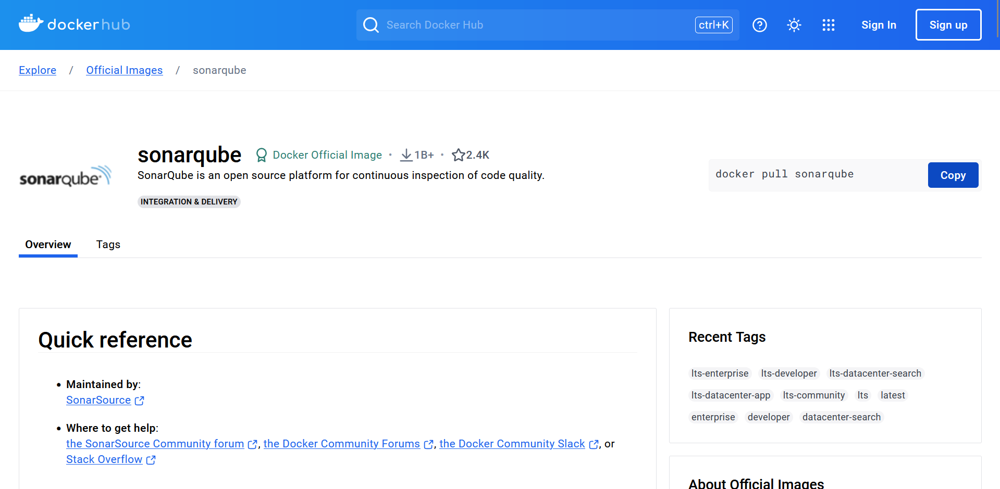 dockerhub
Search Docker Hub
ctrl+K
Sign In
Sign up
Explore / Official Images / sonarqube
sonarqube
sonarqube
Docker Official Image • 1B+ • 2.4K
SonarQube is an open source platform for continuous inspection of code quality.
INTEGRATION & DELIVERY
docker pull sonarqube
Copy
Overview
Tags
Quick reference
• Maintained by:
SonarSource
• Where to get help:
the SonarSource Community forum, the Docker Community Forums, the Docker Community Slack, or
Stack Overflow
Recent Tags
lts-enterprise lts-developer lts-datacenter-search
lts-datacenter-app lts-community lts latest
enterprise developer datacenter-search
About Official Images